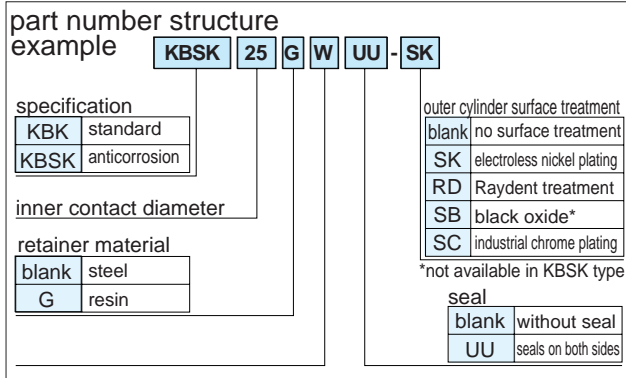 part number structure
example KBSK 25 G W UU - SK
specification
KBK standard
KBSK anticorrosion
inner contact diameter
retainer material
blank steel
G resin
outer cylinder surface treatment
blank no surface treatment
SK electroless nickel plating
RD Raydent treatment
SB black oxide*
SC industrial chrome plating
*not available in KBSK type
seal
blank without seal
UU seals on both sides